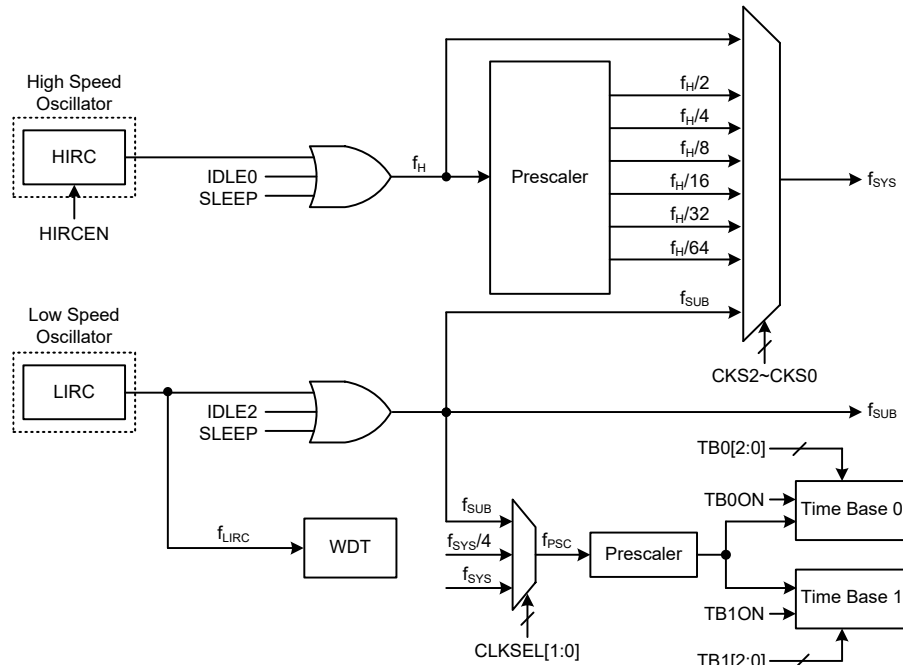 High Speed
Oscillator
HIRC
HIRCEN
IDLE0
SLEEP
fH
Prescaler
fH/2
fH/4
fH/8
fH/16
fH/32
fH/64
fSUB
fSYS
CKS2~CKS0
Low Speed
Oscillator
LIRC
IDLE2
SLEEP
fSUB
fLIRC
WDT
fSUB
fSYS/4
fSYS
fPSC
CLKSEL[1:0]
Prescaler
TB0[2:0]
TB0ON
Time Base 0
Time Base 1
TB1ON
TB1[2:0]